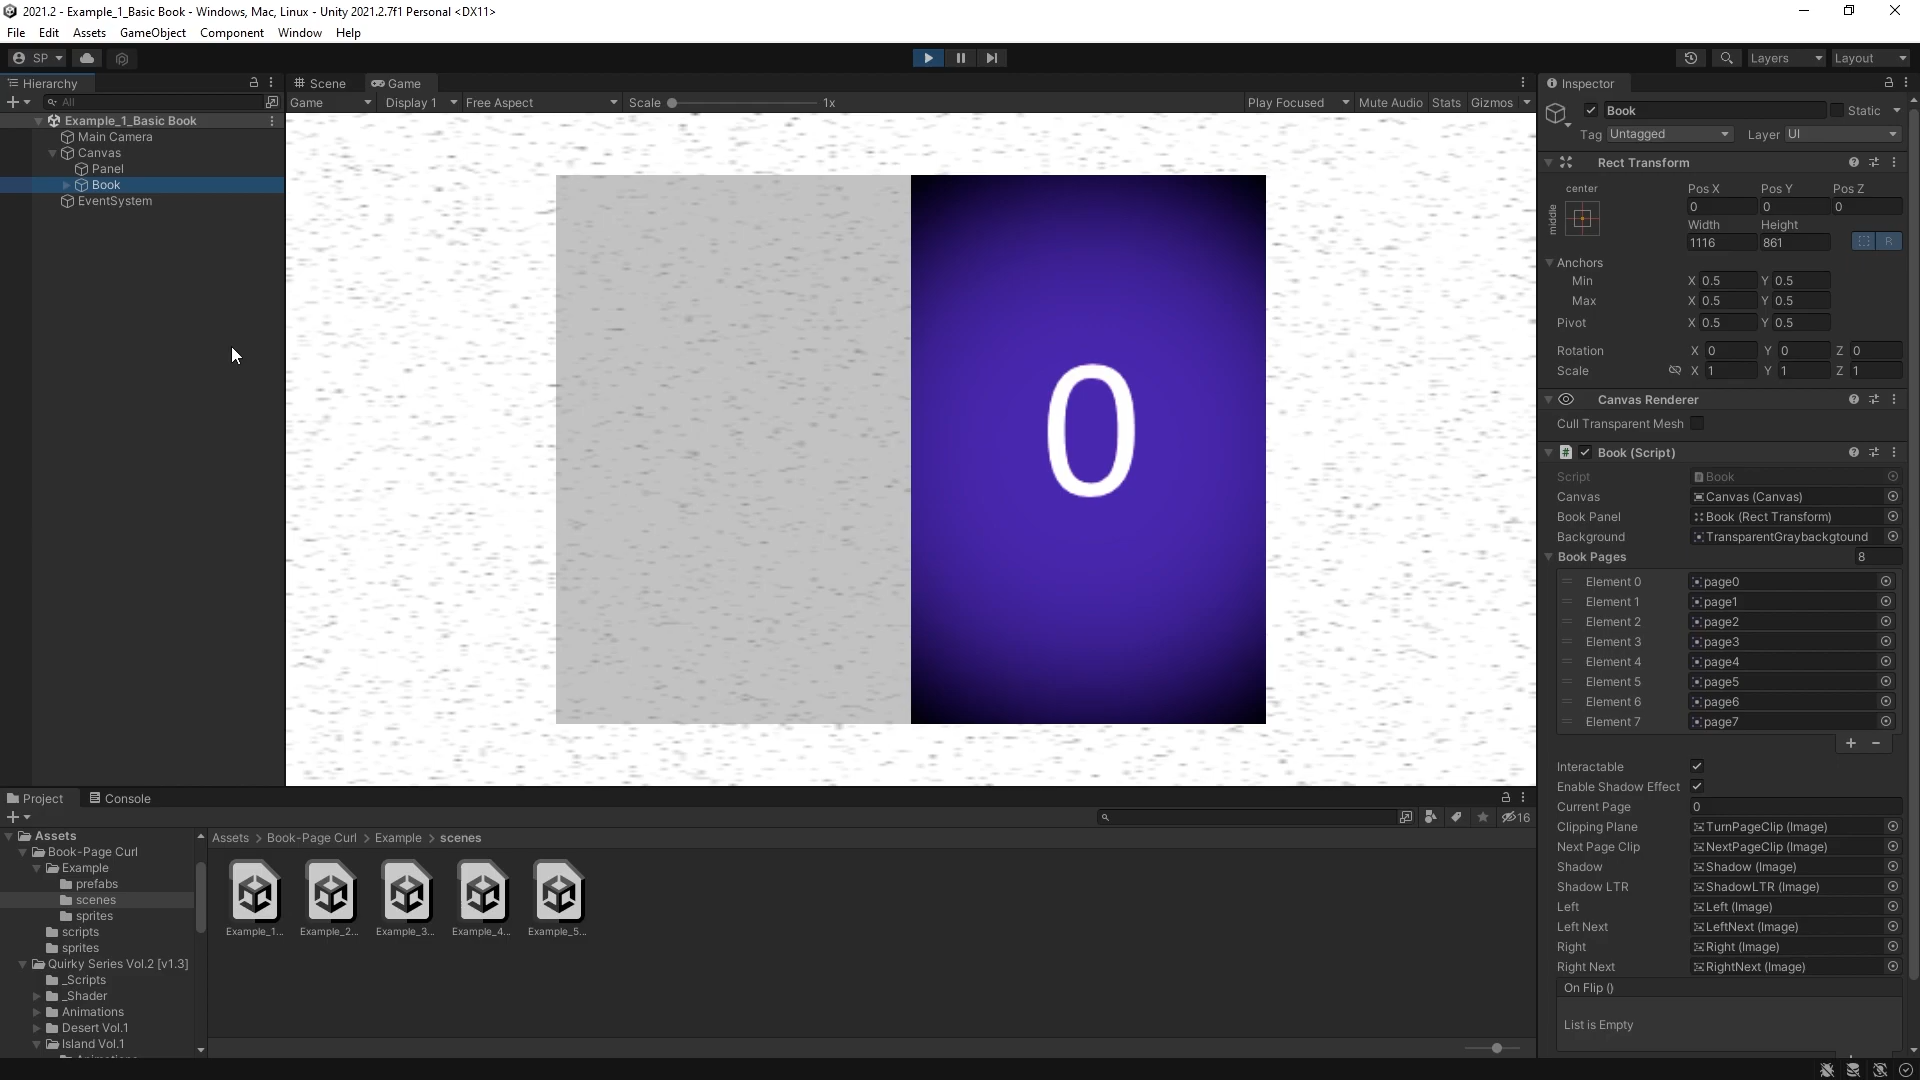 2021.2 - Example_1_Basic Book - Windows, Mac, Linux - Unity 2021.2.7f1 Personal <DX11>
File Edit Assets GameObject Component Window Help
SP Layers Layout
Hierarchy
All
Example_1_Basic Book
Main Camera
Canvas
Panel
Book
EventSystem
Scene Game
Game Display 1 Free Aspect Scale 1x Play Focused Mute Audio Stats Gizmos
0
Inspector
Book Static
Tag Untagged Layer UI
Rect Transform
center
middle
Pos X Pos Y Pos Z
0 0 0
Width Height
1116 861 R
Anchors
Min X 0.5 Y 0.5
Max X 0.5 Y 0.5
Pivot X 0.5 Y 0.5
Rotation X 0 Y 0 Z 0
Scale X 1 Y 1 Z 1
Canvas Renderer
Cull Transparent Mesh
# Book (Script)
Script Book
Canvas Canvas (Canvas)
Book Panel Book (Rect Transform)
Background TransparentGraybackgtound
Book Pages 8
Element 0 page0
Element 1 page1
Element 2 page2
Element 3 page3
Element 4 page4
Element 5 page5
Element 6 page6
Element 7 page7
Interactable
Enable Shadow Effect
Current Page 0
Clipping Plane TurnPageClip (Image)
Next Page Clip NextPageClip (Image)
Shadow Shadow (Image)
Shadow LTR ShadowLTR (Image)
Left Left (Image)
Left Next LeftNext (Image)
Right Right (Image)
Right Next RightNext (Image)
On Flip ()
List is Empty
Project Console
16
Assets
Book-Page Curl
Example
prefabs
scenes
sprites
scripts
sprites
Quirky Series Vol.2 [v1.3]
_Scripts
_Shader
Animations
Desert Vol.1
Island Vol.1
Assets > Book-Page Curl > Example > scenes
Example_1... Example_2... Example_3... Example_4... Example_5...